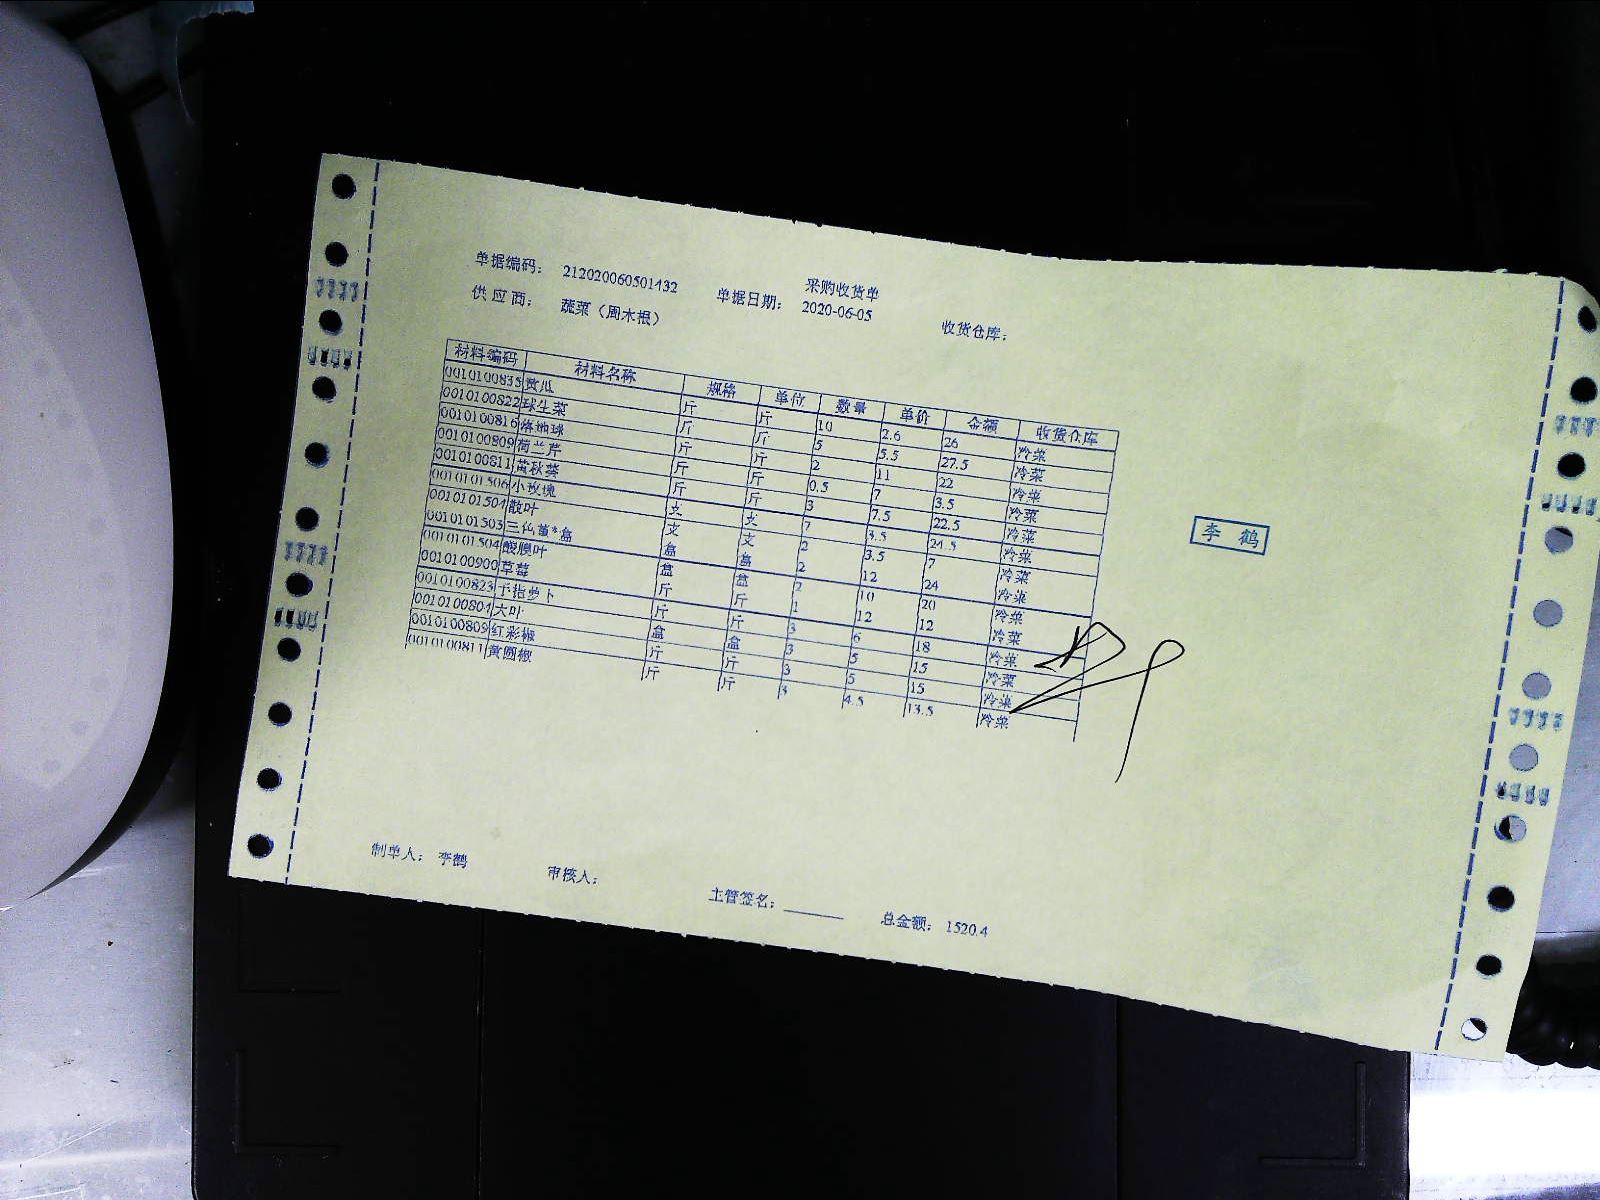 采购收货单
单据编码： 212020060501432 单据日期： 2020-06-05 收货仓库：
供应商： 蔬菜（周木根）
材料编码 材料名称 规格 单位 数量 单价 金额 收货仓库
0010100835 黄瓜 斤 斤 10 2.6 26 冷菜
0010100822 球生菜 斤 斤 5 5.5 27.5 冷菜
0010100816 落地球 斤 斤 2 11 22 冷菜
0010100809 荷兰芹 斤 斤 0.5 7 3.5 冷菜
0010100811 黄秋葵 斤 斤 3 7.5 22.5 冷菜
0010101506 小玫瑰 支 支 7 3.5 24.5 冷菜
0010101504 散叶 支 支 2 3.5 7 冷菜
0010101503 三仙堇*盒 盒 盒 2 12 24 冷菜
0010101504 酸膜叶 盒 盒 2 10 20 冷菜
0010100900 草莓 斤 斤 1 12 12 冷菜
0010100823 手指萝卜 斤 斤 3 6 18 冷菜
0010100804 大叶 盒 盒 3 5 15 冷菜
0010100809 红彩椒 斤 斤 3 5 15 冷菜
0010100811 黄圆椒 斤 斤 3 4.5 13.5 冷菜
李鹤
制单人： 李鹤 审核人： 主管签名： 总金额： 1520.4